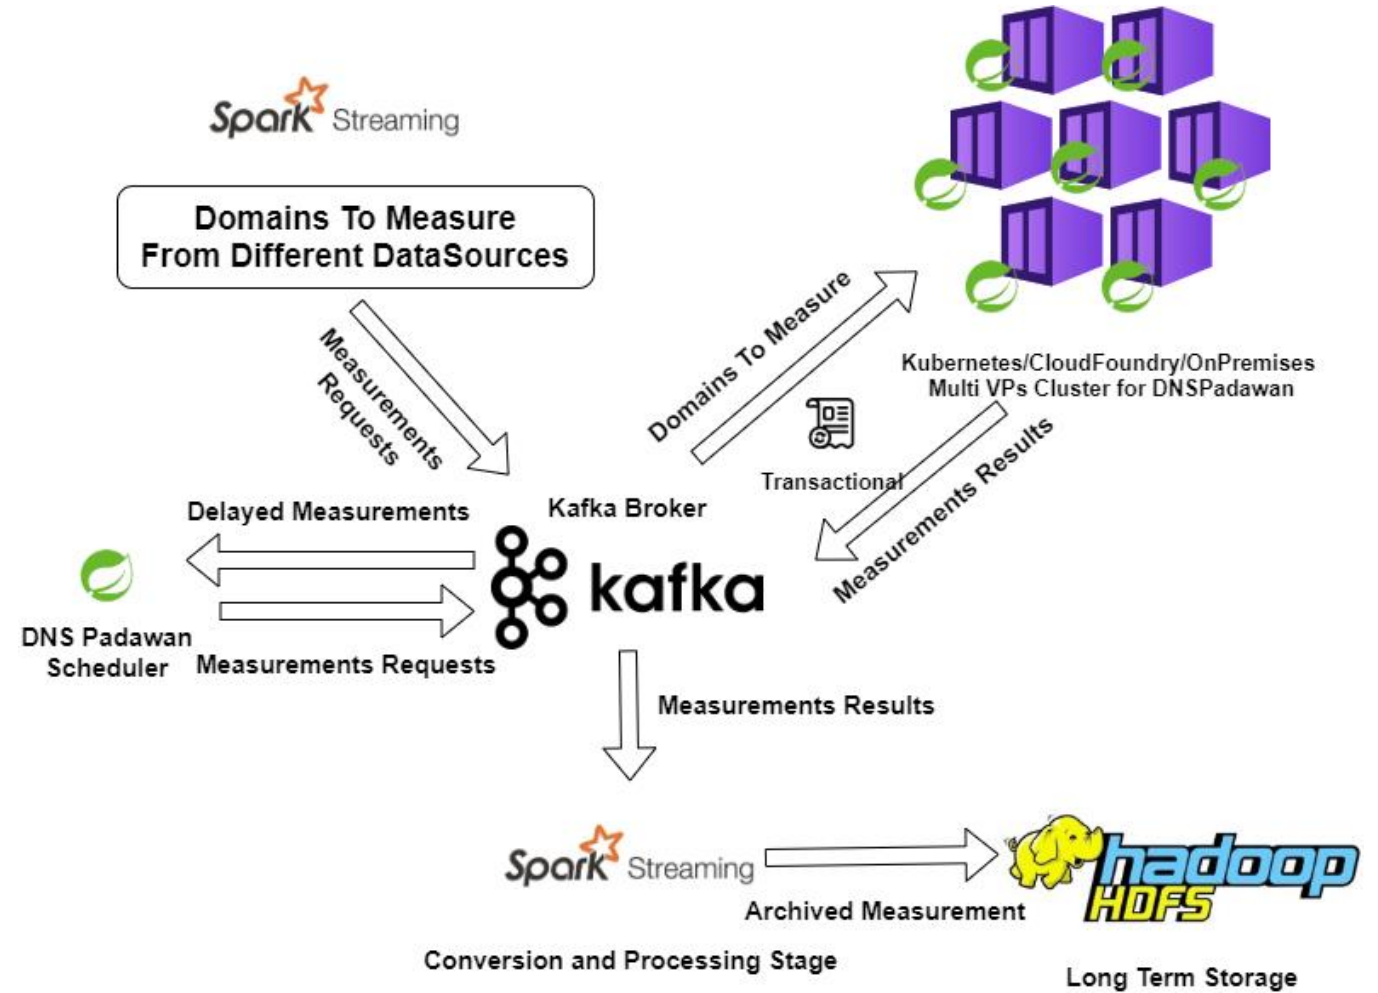 Spark Streaming
Domains To Measure
From Different DataSources
Measurements
Requests
Domains To Measure
Kubernetes/CloudFoundry/OnPremises
Multi VPs Cluster for DNSPadawan
Transactional
Measurements Results
Delayed Measurements
Kafka Broker
kafka
DNS Padawan
Scheduler
Measurements Requests
Measurements Results
Spark Streaming
Archived Measurement
hadoop
HDFS
Conversion and Processing Stage
Long Term Storage